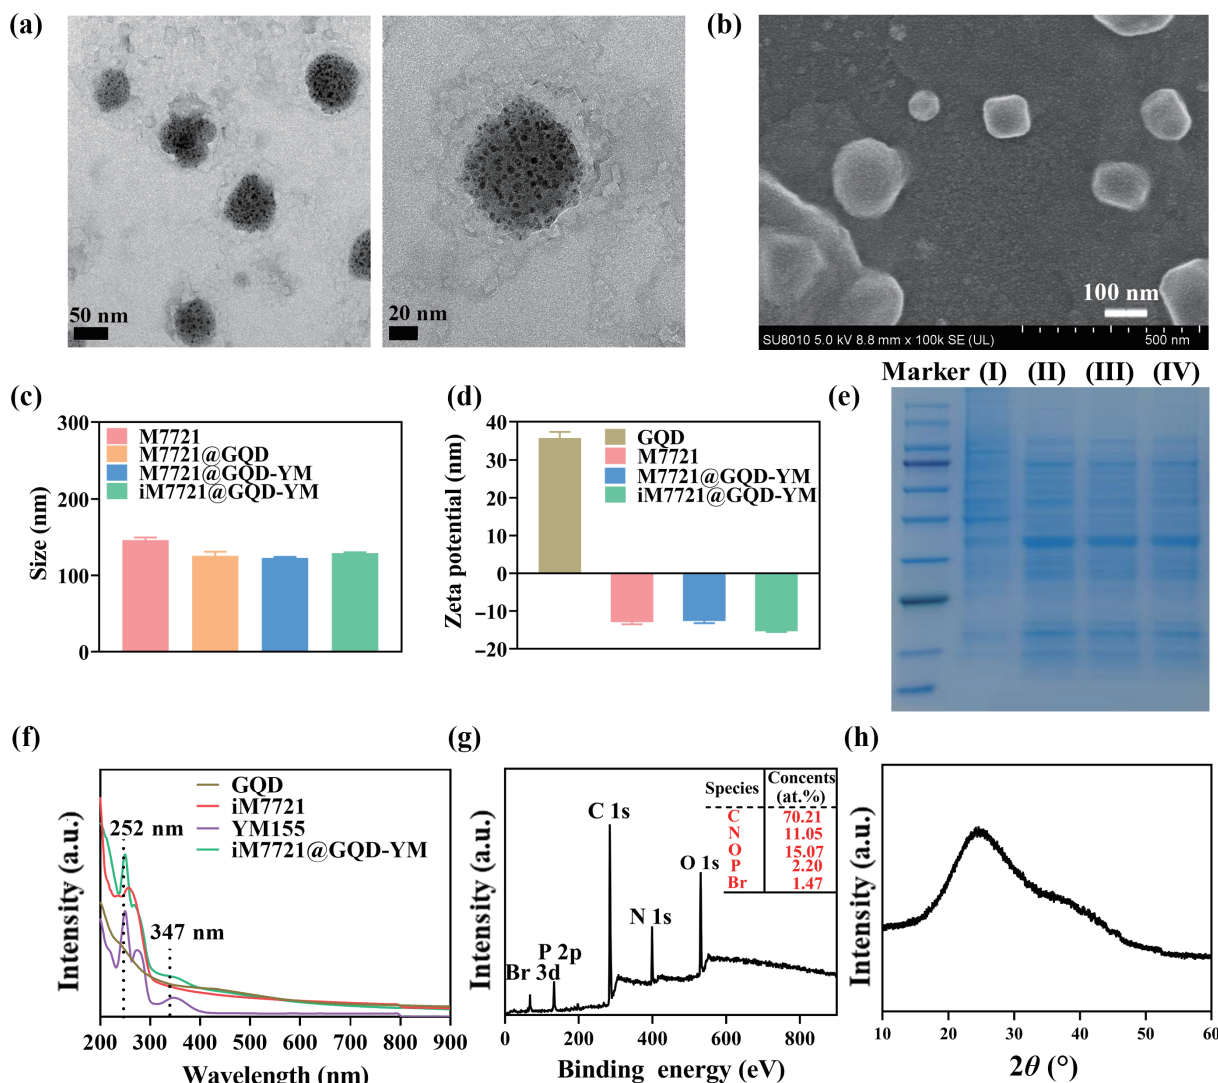 (a)
50 nm
20 nm
(b)
100 nm
SU8010 5.0 kV 8.8 mm x 100k SE (UL)
500 nm
(c)
300
200
100
0
Size (nm)
M7721
M7721@GQD
M7721@GQD-YM
iM7721@GQD-YM
(d)
40
30
20
10
0
−10
−20
Zeta potential (nm)
GQD
M7721
M7721@GQD-YM
iM7721@GQD-YM
(e)
Marker (I) (II) (III) (IV)
(f)
Intensity (a.u.)
GQD
iM7721
YM155
iM7721@GQD-YM
252 nm
347 nm
200 300 400 500 600 700 800 900
Wavelength (nm)
(g)
Intensity (a.u.)
Br 3d
P 2p
C 1s
N 1s
O 1s
Species Concents (at.%)
C 70.21
N 11.05
O 15.07
P 2.20
Br 1.47
0 200 400 600 800
Binding energy (eV)
(h)
Intensity (a.u.)
10 20 30 40 50 60
2θ (°)